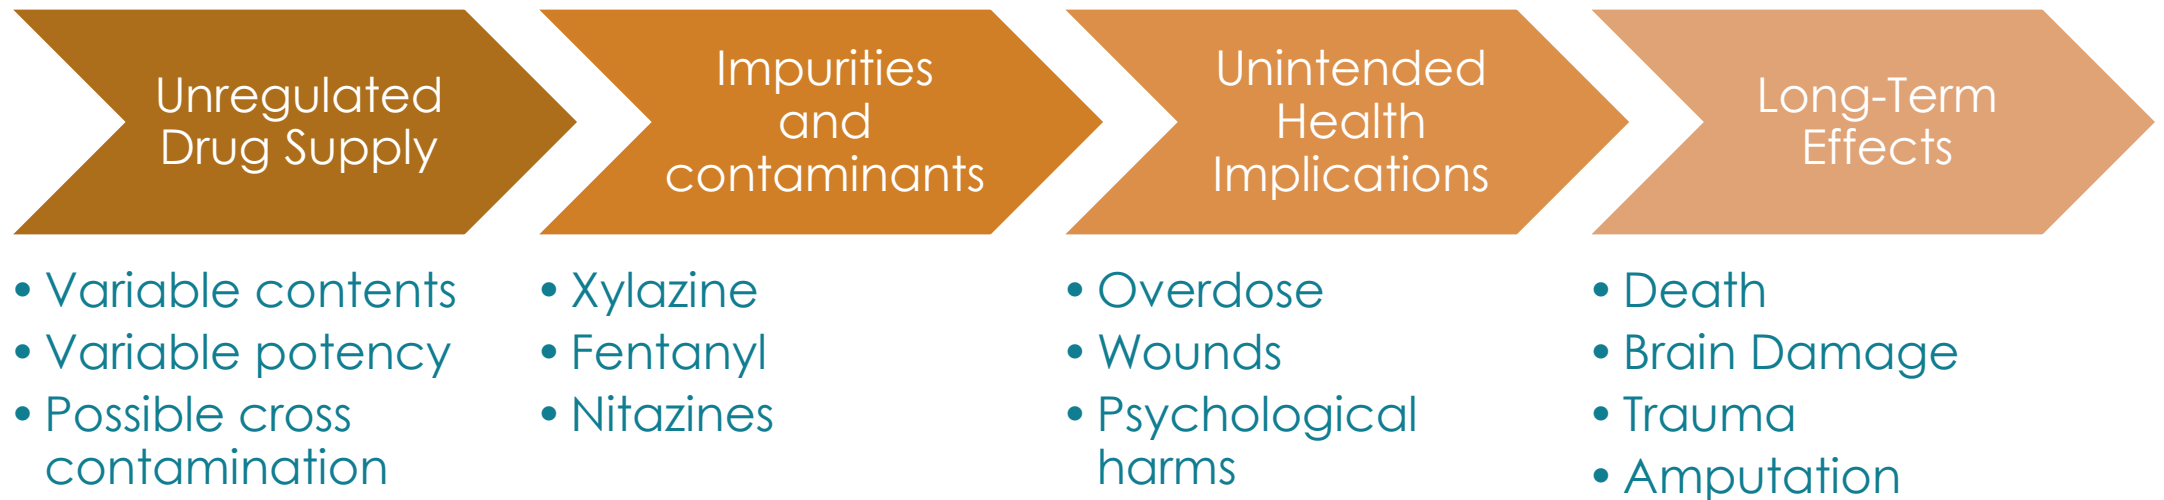 Unregulated
Drug Supply
• Variable contents
• Variable potency
• Possible cross
contamination
Impurities
and
contaminants
• Xylazine
• Fentanyl
• Nitazines
Unintended
Health
Implications
• Overdose
• Wounds
• Psychological
harms
Long-Term
Effects
• Death
• Brain Damage
• Trauma
• Amputation